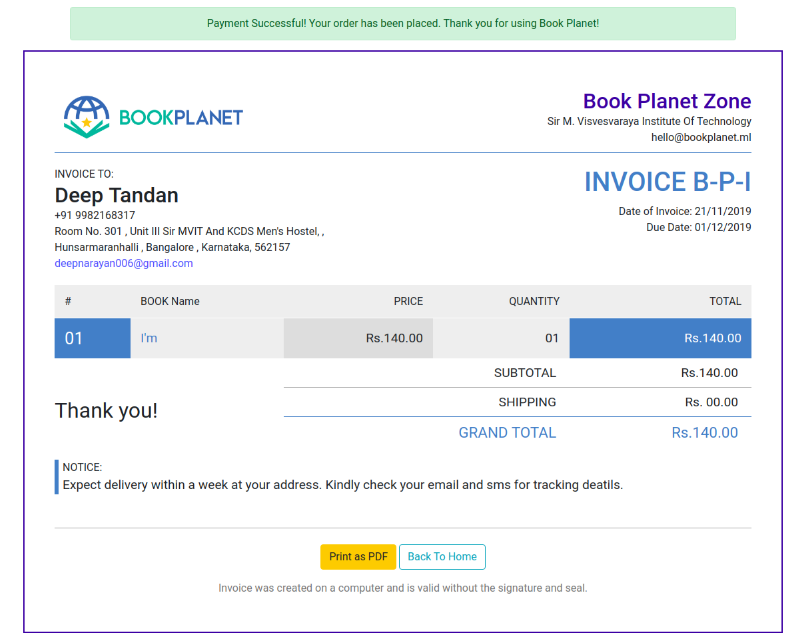 Payment Successful! Your order has been placed. Thank you for using Book Planet!
BOOKPLANET
Book Planet Zone
Sir M. Visvesvaraya Institute Of Technology
hello@bookplanet.ml
INVOICE TO:
Deep Tandan
+91 9982168317
Room No. 301 , Unit III Sir MVIT And KCDS Men's Hostel, ,
Hunsarmaranhalli , Bangalore , Karnataka, 562157
deepnarayan006@gmail.com
INVOICE B-P-I
Date of Invoice: 21/11/2019
Due Date: 01/12/2019
# BOOK Name PRICE QUANTITY TOTAL
01 I'm Rs.140.00 01 Rs.140.00
SUBTOTAL Rs.140.00
SHIPPING Rs. 00.00
GRAND TOTAL Rs.140.00
Thank you!
NOTICE:
Expect delivery within a week at your address. Kindly check your email and sms for tracking deatils.
Print as PDF Back To Home
Invoice was created on a computer and is valid without the signature and seal.